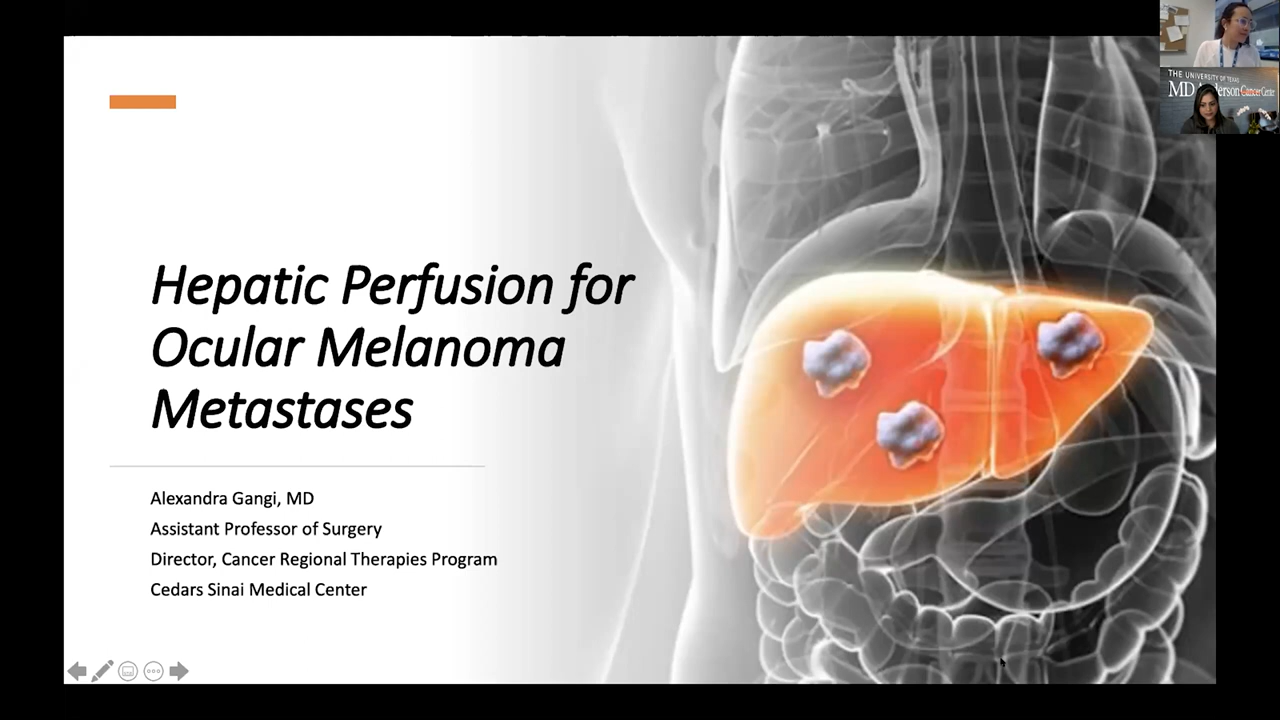 Hepatic Perfusion for
Ocular Melanoma
Metastases
Alexandra Gangi, MD
Assistant Professor of Surgery
Director, Cancer Regional Therapies Program
Cedars Sinai Medical Center
THE UNIVERSITY OF TEXAS
MD Anderson Cancer Center